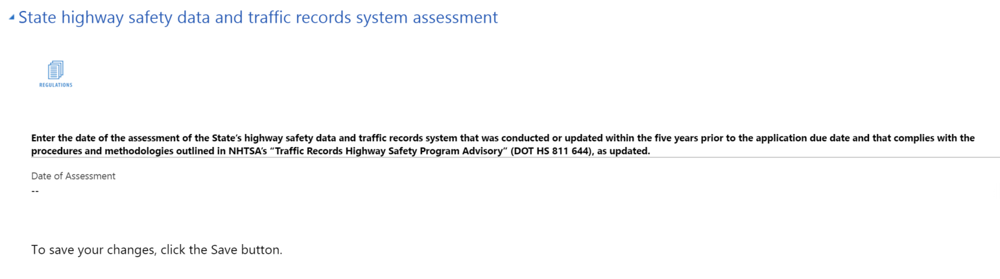 State highway safety data and traffic records system assessment
REGULATIONS
Enter the date of the assessment of the State’s highway safety data and traffic records system that was conducted or updated within the five years prior to the application due date and that complies with the
procedures and methodologies outlined in NHTSA’s “Traffic Records Highway Safety Program Advisory” (DOT HS 811 644), as updated.
Date of Assessment
--
To save your changes, click the Save button.